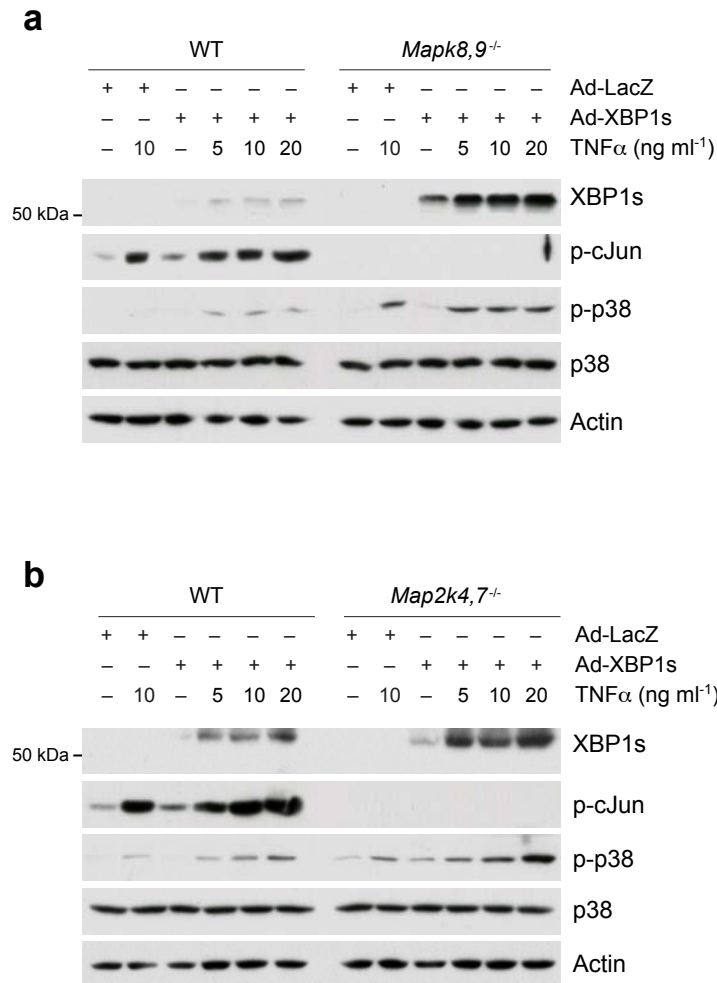 a
WT Mapk8,9-/-
+ + – – – – + + – – – – Ad-LacZ
– – + + + + – – + + + + Ad-XBP1s
– 10 – 5 10 20 – 10 – 5 10 20 TNFα (ng ml-1)
50 kDa XBP1s
p-cJun
p-p38
p38
Actin
b
WT Map2k4,7-/-
+ + – – – – + + – – – – Ad-LacZ
– – + + + + – – + + + + Ad-XBP1s
– 10 – 5 10 20 – 10 – 5 10 20 TNFα (ng ml-1)
50 kDa XBP1s
p-cJun
p-p38
p38
Actin